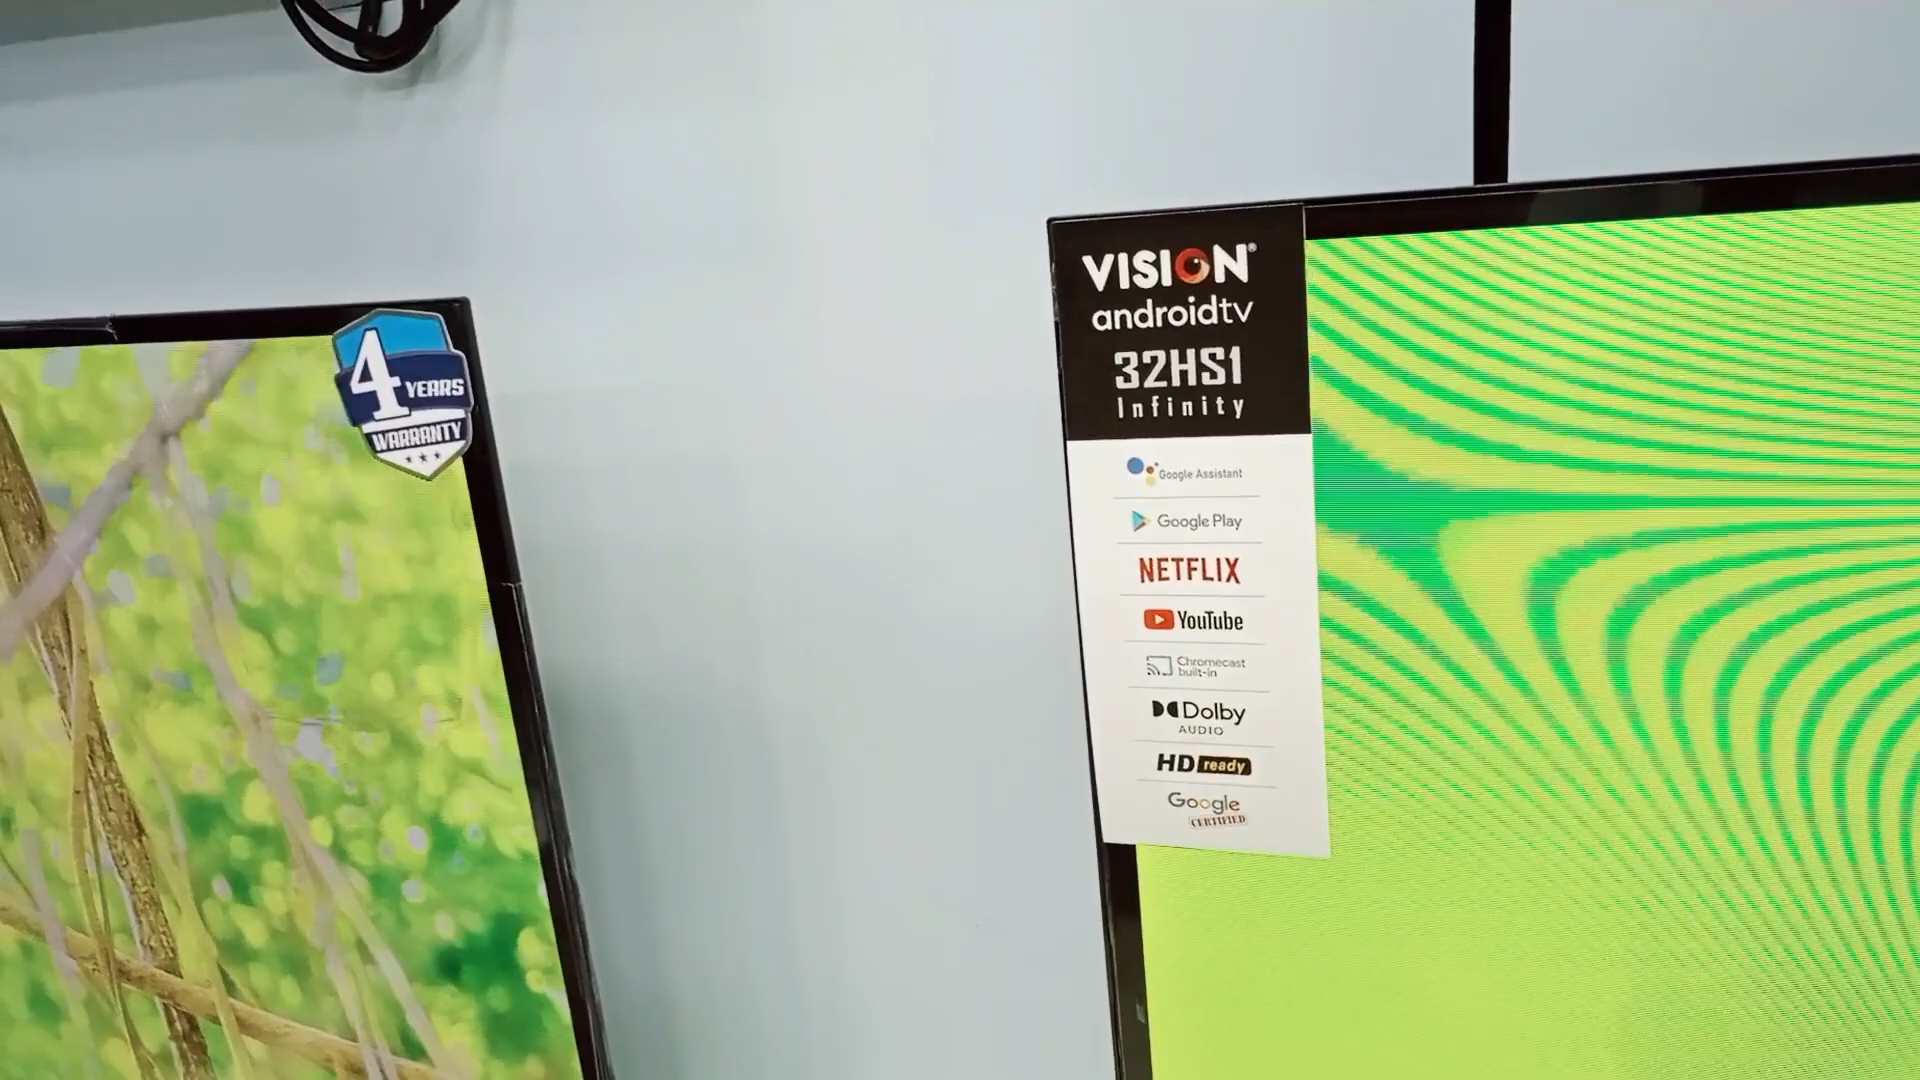 4 YEARS
WARRANTY
VISION®
androidtv
32HS1
Infinity
Google Assistant
Google Play
NETFLIX
YouTube
Chromecast
built-in
Dolby
AUDIO
HD ready
Google
CERTIFIED